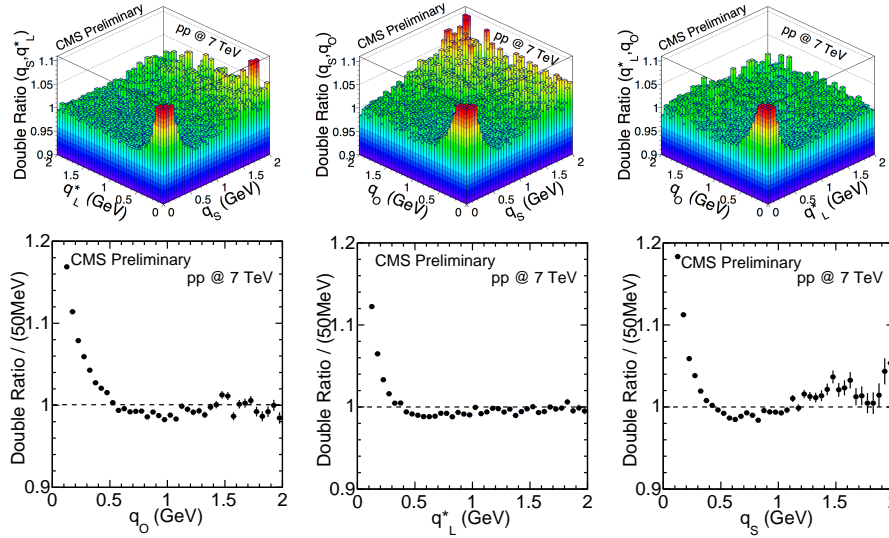 CMS Preliminary
pp @ 7 TeV
Double Ratio (q_S,q*_L)
1.1
1.05
1
0.95
0.9
2
1.5
1
0.5
0
q*_L (GeV)
0
0.5
1
1.5
2
q_S (GeV)
CMS Preliminary
pp @ 7 TeV
Double Ratio (q_S,q_O)
1.1
1.05
1
0.95
0.9
2
1.5
1
0.5
0
q_O (GeV)
0
0.5
1
1.5
2
q_S (GeV)
CMS Preliminary
pp @ 7 TeV
Double Ratio (q*_L,q_O)
1.1
1.05
1
0.95
0.9
2
1.5
1
0.5
0
q_O (GeV)
0
0.5
1
1.5
2
q*_L (GeV)
CMS Preliminary
pp @ 7 TeV
Double Ratio / (50MeV)
1.2
1.1
1
0.9
0
0.5
1
1.5
2
q_O (GeV)
CMS Preliminary
pp @ 7 TeV
Double Ratio / (50MeV)
1.2
1.1
1
0.9
0
0.5
1
1.5
2
q*_L (GeV)
CMS Preliminary
pp @ 7 TeV
Double Ratio / (50MeV)
1.2
1.1
1
0.9
0
0.5
1
1.5
2
q_S (GeV)